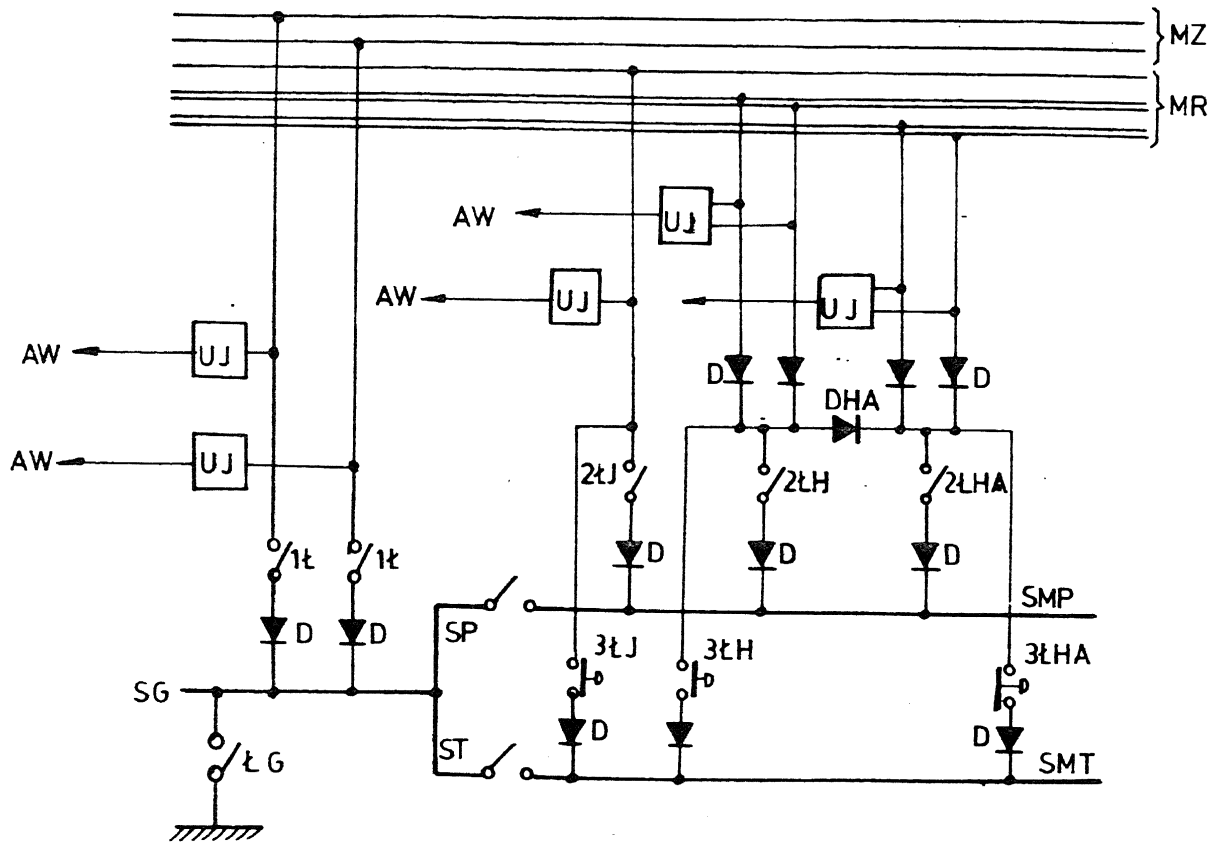 MZ
MR
AW
UJ
AW
UJ
UJ
AW
UJ
D
D
DHA
AW
UJ
2ŁJ
2ŁH
2ŁHA
1Ł
1Ł
D
D
D
SMP
D
D
SP
3ŁJ
3ŁH
3ŁHA
SG
ŁG
ST
D
D
SMT